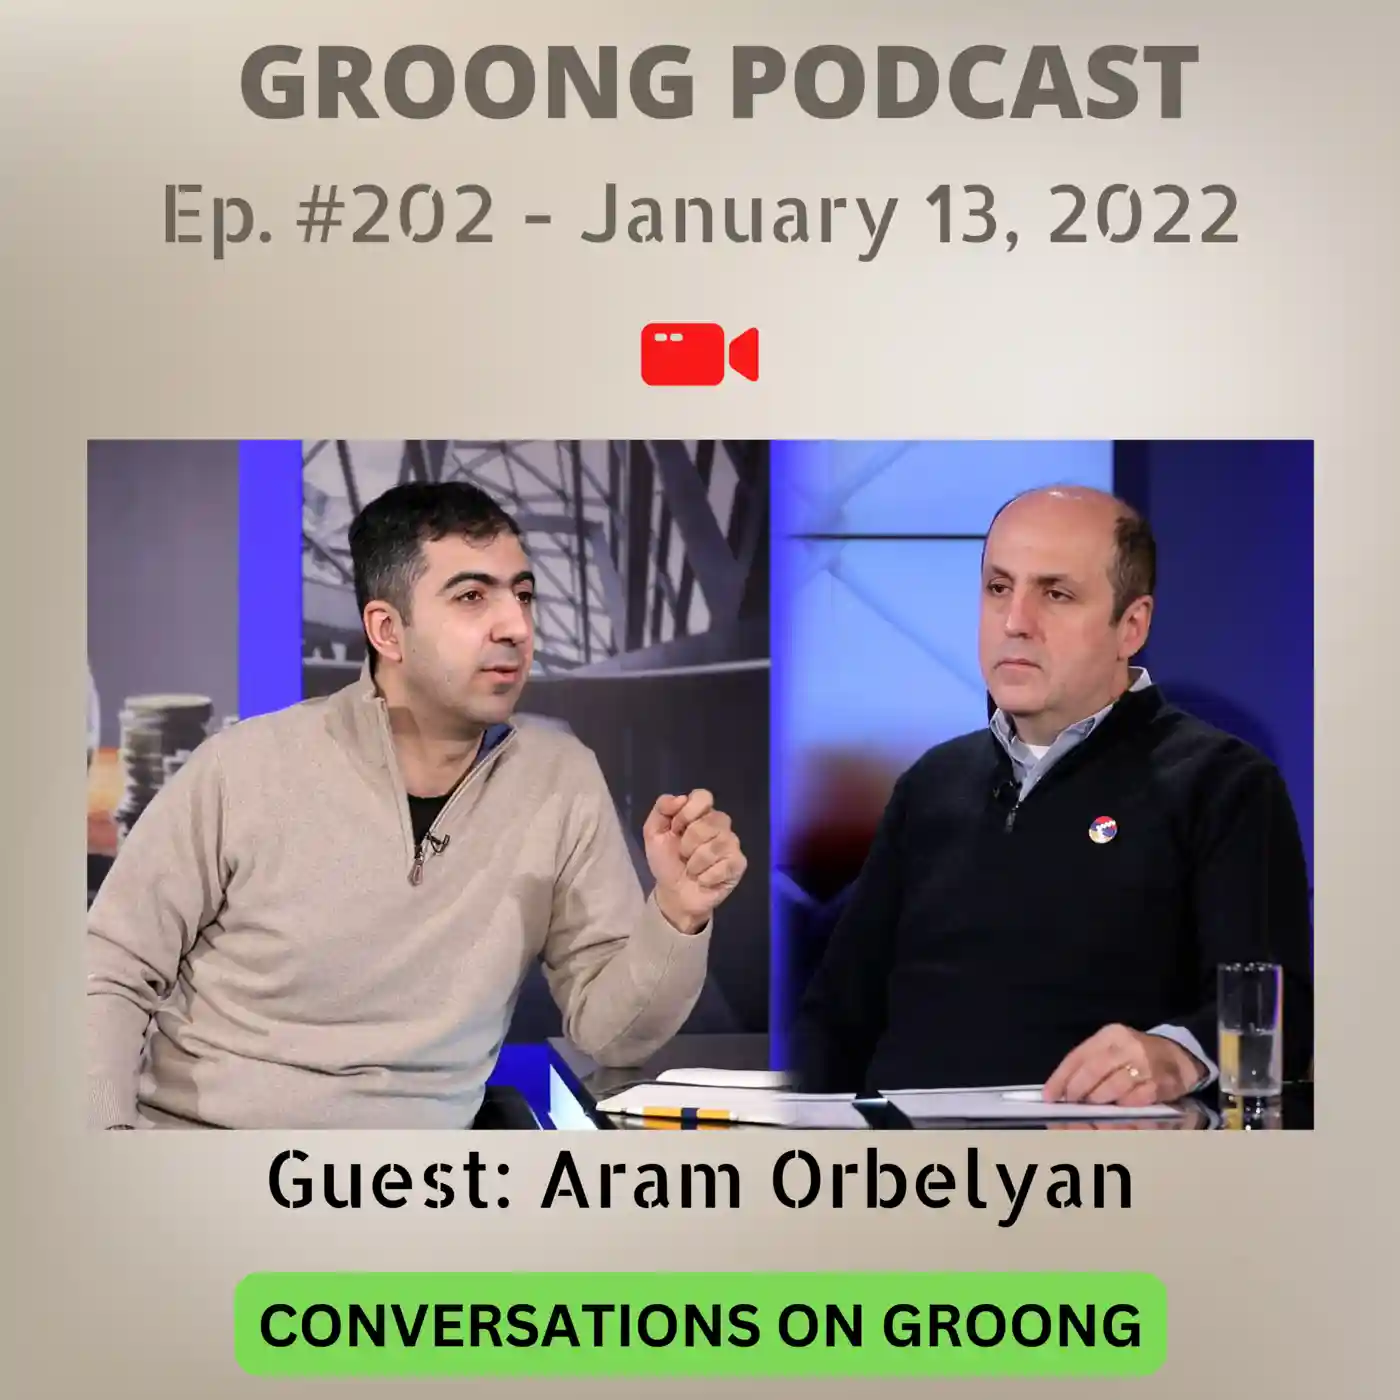 GROONG PODCAST
Ep. #202 - January 13, 2022
Guest: Aram Orbelyan
CONVERSATIONS ON GROONG